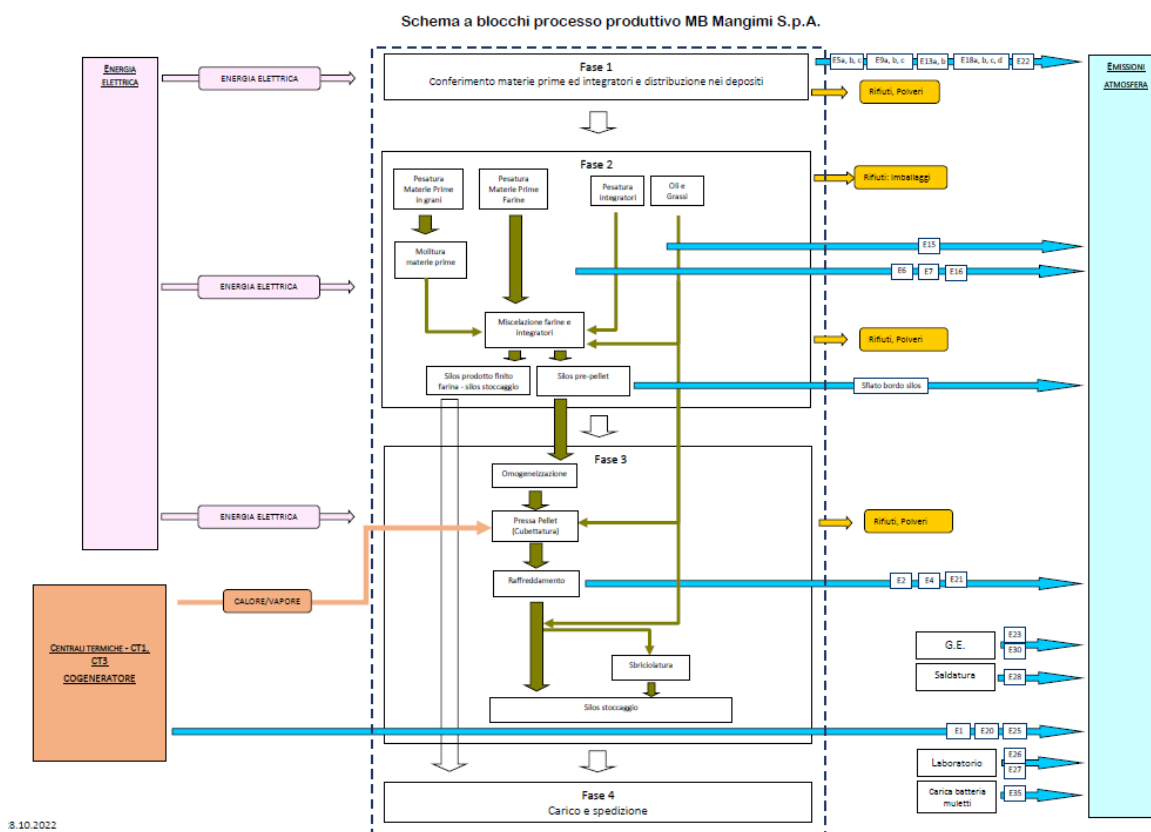 Schema a blocchi processo produttivo MB Mangimi S.p.A.
ENERGIA
ELETTRICA
ENERGIA ELETTRICA
Fase 1
Conferimento materie prime ed integratori e distribuzione nei depositi
E5a, b, c
E9a, b, c
E13a, b
E18a, b, c, d
E22
EMISSIONI
ATMOSFERA
Rifiuti, Polveri
Fase 2
Pesatura
Materie Prime
in grani
Pesatura
Materie Prime
Farine
Pesatura
integratori
Oli e
Grassi
Rifiuti: Imballaggi
Molitura
materie prime
E15
E6
E7
E16
ENERGIA ELETTRICA
Miscelazione farine e
integratori
Rifiuti, Polveri
Silos prodotto finito
farina - silos stoccaggio
Silos pre-pellet
Sfiato bordo silos
Fase 3
Omogeneizzazione
ENERGIA ELETTRICA
Pressa Pellet
(Cubettatura)
Rifiuti, Polveri
Raffreddamento
E2
E4
E21
CALORE/VAPORE
CENTRALI TERMICHE - CT1,
CT3
COGENERATORE
G.E.
E23
E30
Sbriciolatura
Saldatura
E28
Silos stoccaggio
E1
E20
E25
Laboratorio
E26
E27
Fase 4
Carico e spedizione
Carica batteria
muletti
E35
8.10.2022